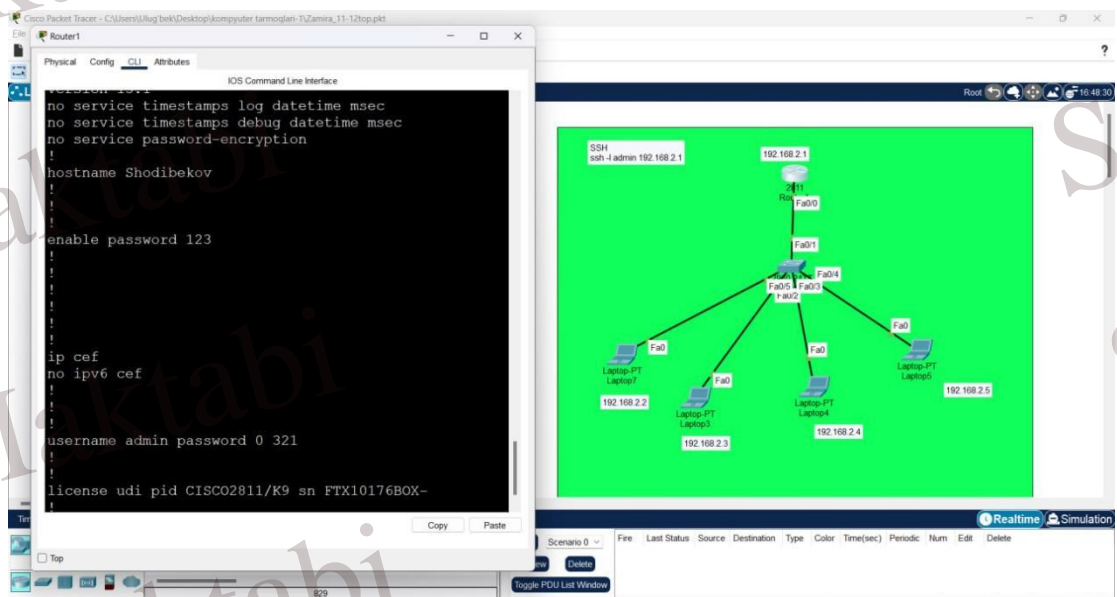 Cisco Packet Tracer - C:\Users\Ulug'bek\Desktop\kompyuter tarmoqlari-T\Zamira_11-12top.pkt
File
Router1
Physical Config CLI Attributes
IOS Command Line Interface
no service timestamps log datetime msec
no service timestamps debug datetime msec
no service password-encryption
!
hostname Shodibekov
!
!
!
enable password 123
!
!
!
!
!
!
ip cef
no ipv6 cef
!
!
!
username admin password 0 321
!
!
license udi pid CISCO2811/K9 sn FTX10176BOX-
!
Copy Paste
Top
?
Root 16:48:30
SSH
ssh -l admin 192.168.2.1
192.168.2.1
2811
Fa0/0
Fa0/1
Fa0/4
Fa0/5 Fa0/3
Fa0/2
Fa0
Laptop-PT
Laptop7
192.168.2.2
Fa0
Laptop-PT
Laptop3
192.168.2.3
Fa0
Laptop-PT
Laptop4
192.168.2.4
Fa0
Laptop-PT
Laptop5
192.168.2.5
Realtime Simulation
Scenario 0 Fire Last Status Source Destination Type Color Time(sec) Periodic Num Edit Delete
Delete
Toggle PDU List Window
829
aktabi
Maktabi